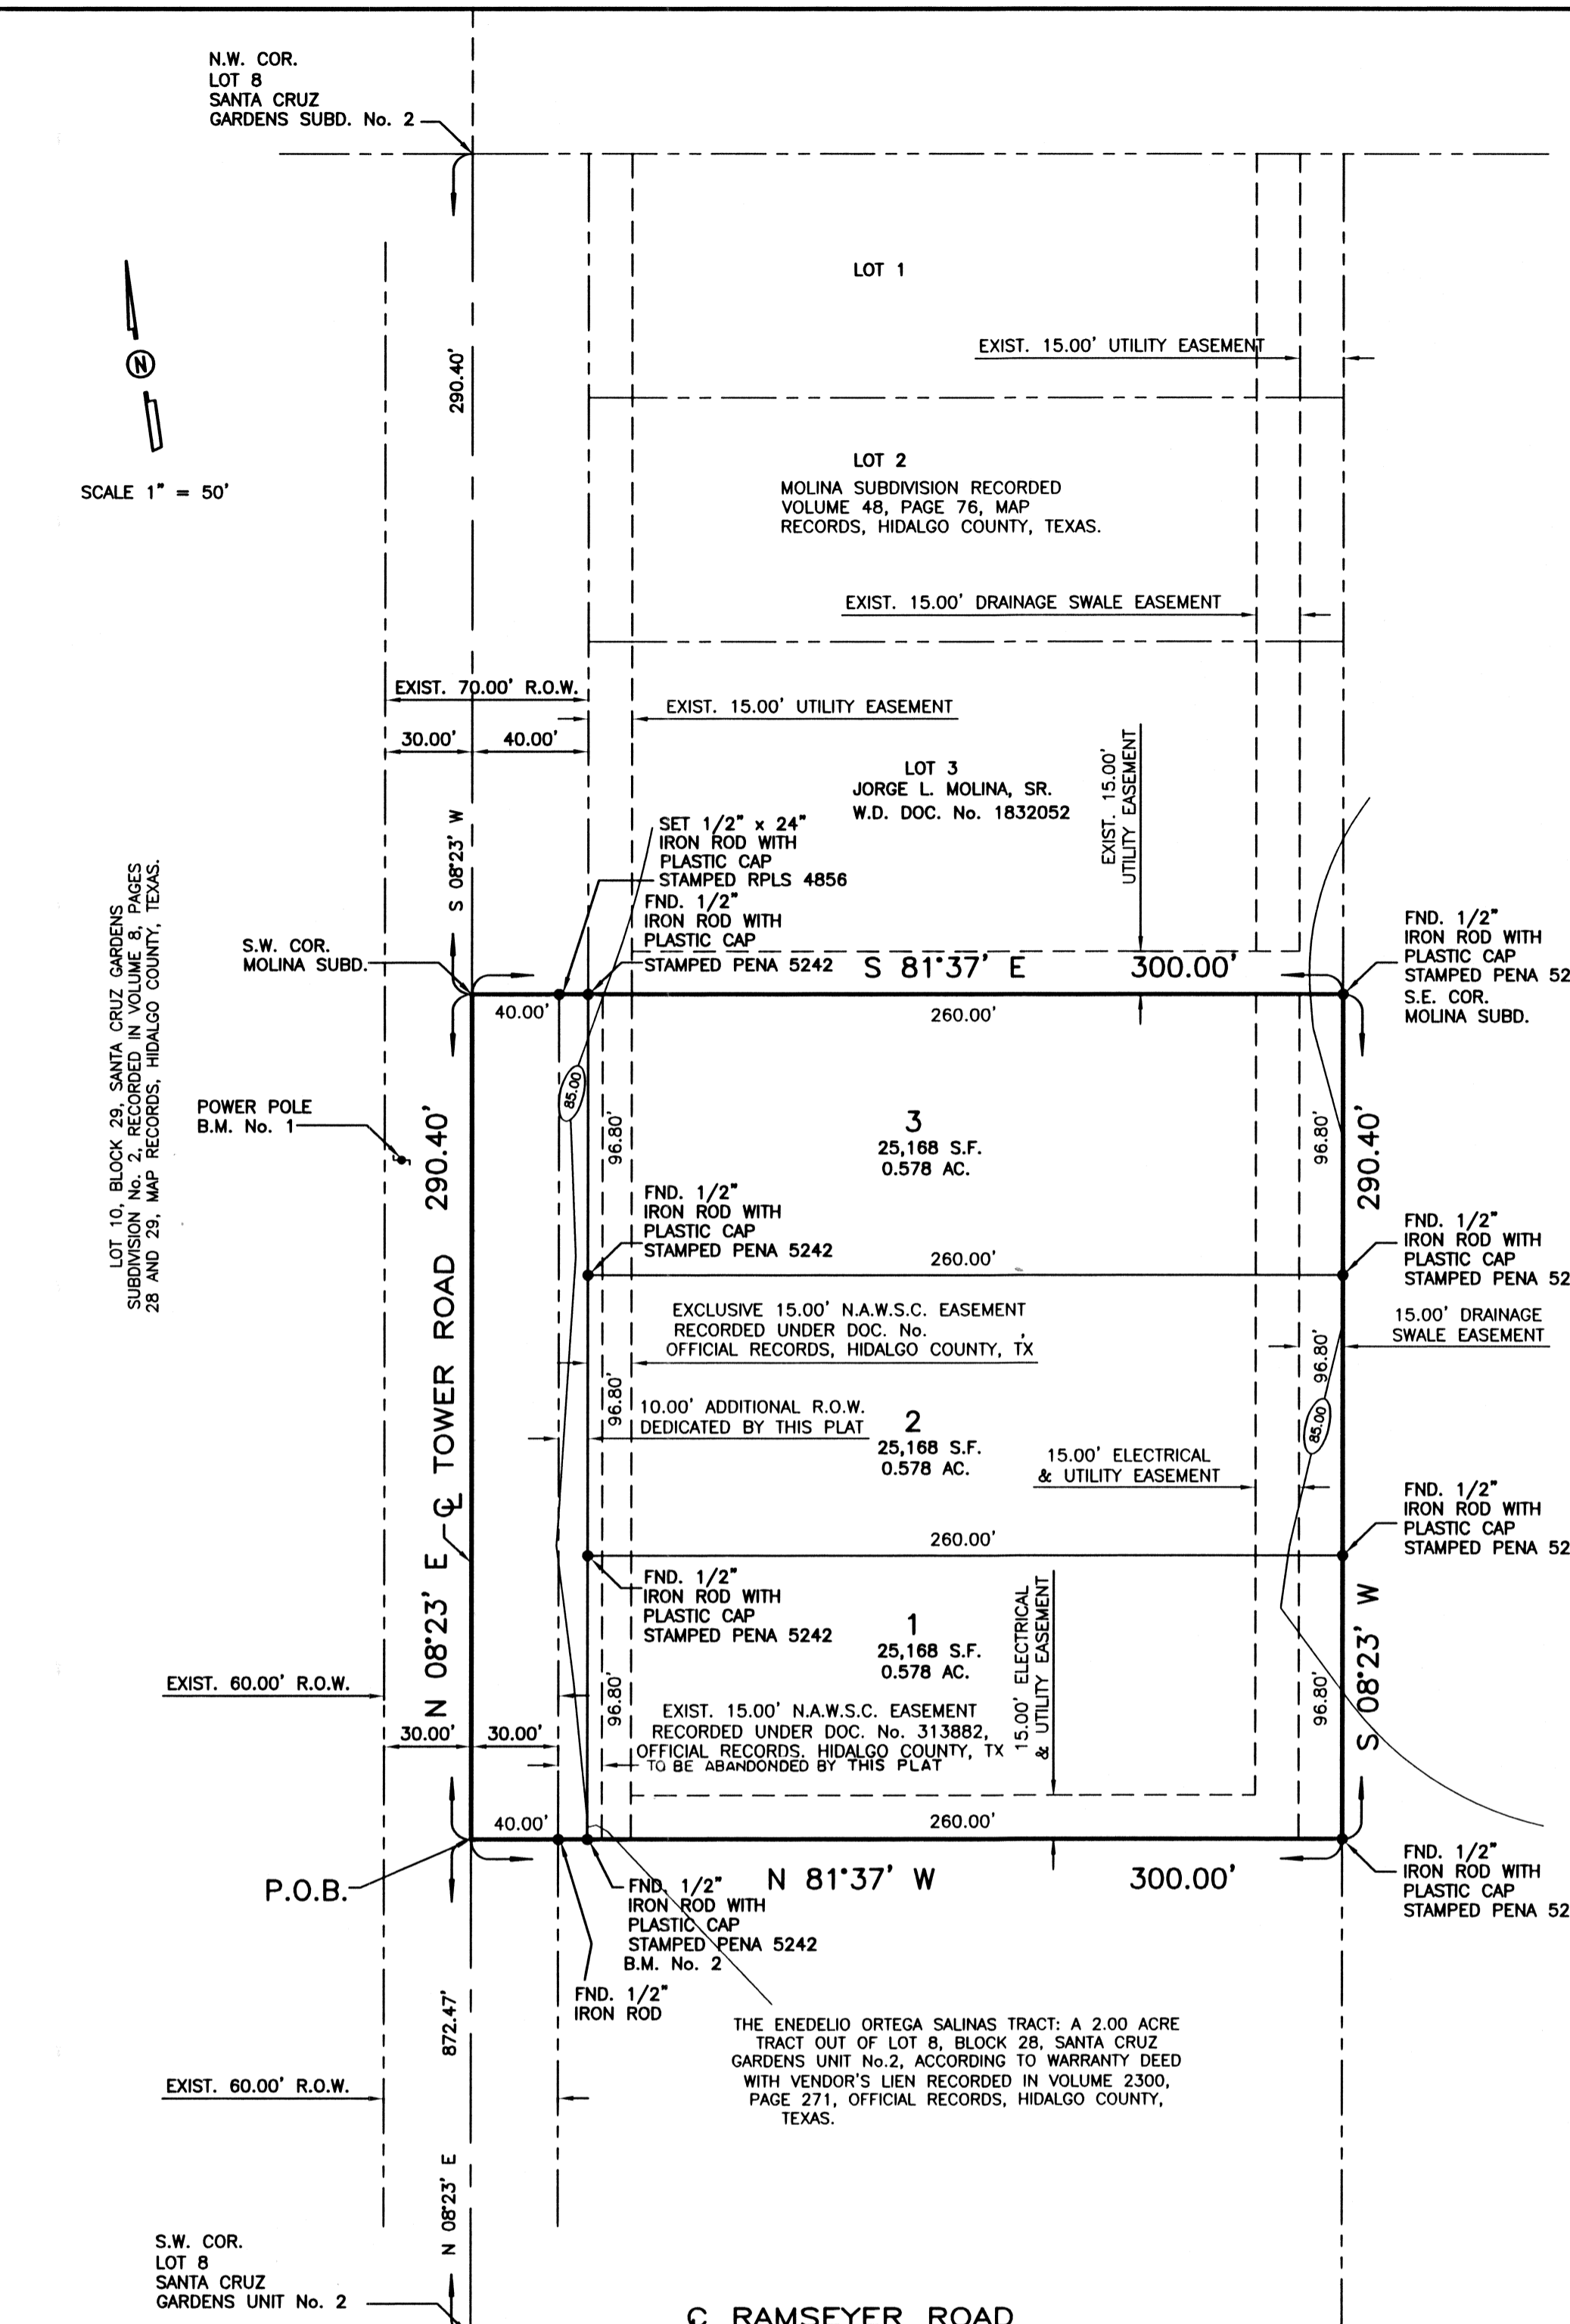 N.W. COR.
LOT 8
SANTA CRUZ
GARDENS SUBD. No. 2
LOT 1
EXIST. 15.00' UTILITY EASEMENT
290.40'
N
SCALE 1" = 50'
LOT 2
MOLINA SUBDIVISION RECORDED
VOLUME 48, PAGE 76, MAP
RECORDS, HIDALGO COUNTY, TEXAS.
EXIST. 15.00' DRAINAGE SWALE EASEMENT
EXIST. 70.00' R.O.W.
EXIST. 15.00' UTILITY EASEMENT
30.00'
40.00'
S 08°23' W
LOT 3
JORGE L. MOLINA, SR.
W.D. DOC. No. 1832052
EXIST. 15.00'
UTILITY EASEMENT
SET 1/2" x 24"
IRON ROD WITH
PLASTIC CAP
STAMPED RPLS 4856
FND. 1/2"
IRON ROD WITH
PLASTIC CAP
STAMPED PENA 5242
S 81°37' E 300.00'
FND. 1/2"
IRON ROD WITH
PLASTIC CAP
STAMPED PENA 52
S.E. COR.
MOLINA SUBD.
S.W. COR.
MOLINA SUBD.
LOT 10, BLOCK 29, SANTA CRUZ GARDENS
SUBDIVISION No. 2, RECORDED IN VOLUME 8, PAGES
28 AND 29, MAP RECORDS, HIDALGO COUNTY, TEXAS.
40.00'
260.00'
85.00
POWER POLE
B.M. No. 1
290.40'
96.80'
3
25,168 S.F.
0.578 AC.
96.80'
290.40'
FND. 1/2"
IRON ROD WITH
PLASTIC CAP
STAMPED PENA 5242
260.00'
FND. 1/2"
IRON ROD WITH
PLASTIC CAP
STAMPED PENA 52
EXCLUSIVE 15.00' N.A.W.S.C. EASEMENT
RECORDED UNDER DOC. No. ,
OFFICIAL RECORDS, HIDALGO COUNTY, TX
15.00' DRAINAGE
SWALE EASEMENT
N 08°23' E ℄ TOWER ROAD
96.80'
10.00' ADDITIONAL R.O.W.
DEDICATED BY THIS PLAT
2
25,168 S.F.
0.578 AC.
15.00' ELECTRICAL
& UTILITY EASEMENT
96.80'
85.00
FND. 1/2"
IRON ROD WITH
PLASTIC CAP
STAMPED PENA 52
260.00'
FND. 1/2"
IRON ROD WITH
PLASTIC CAP
STAMPED PENA 5242
1
25,168 S.F.
0.578 AC.
15.00' ELECTRICAL
& UTILITY EASEMENT
96.80'
96.80'
S 08°23' W
EXIST. 60.00' R.O.W.
30.00'
30.00'
EXIST. 15.00' N.A.W.S.C. EASEMENT
RECORDED UNDER DOC. No. 313882,
OFFICIAL RECORDS. HIDALGO COUNTY, TX
TO BE ABANDONDED BY THIS PLAT
40.00'
260.00'
P.O.B.
N 81°37' W 300.00'
FND. 1/2"
IRON ROD WITH
PLASTIC CAP
STAMPED PENA 5242
B.M. No. 2
FND. 1/2"
IRON ROD
FND. 1/2"
IRON ROD WITH
PLASTIC CAP
STAMPED PENA 52
THE ENEDELIO ORTEGA SALINAS TRACT: A 2.00 ACRE
TRACT OUT OF LOT 8, BLOCK 28, SANTA CRUZ
GARDENS UNIT No.2, ACCORDING TO WARRANTY DEED
WITH VENDOR'S LIEN RECORDED IN VOLUME 2300,
PAGE 271, OFFICIAL RECORDS, HIDALGO COUNTY,
TEXAS.
872.47'
EXIST. 60.00' R.O.W.
N 08°23' E
S.W. COR.
LOT 8
SANTA CRUZ
GARDENS UNIT No. 2
RAMSEYER ROAD